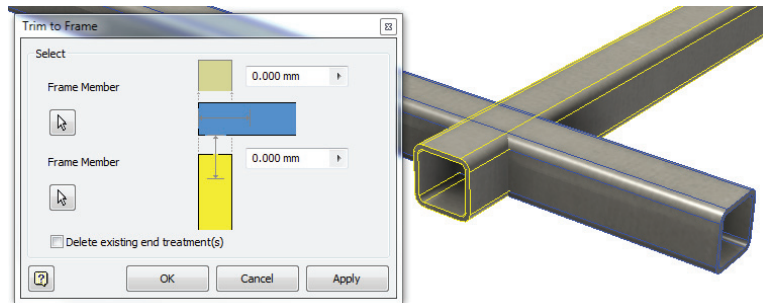 Trim to Frame
Select
Frame Member
0.000 mm
Frame Member
0.000 mm
Delete existing end treatment(s)
OK
Cancel
Apply